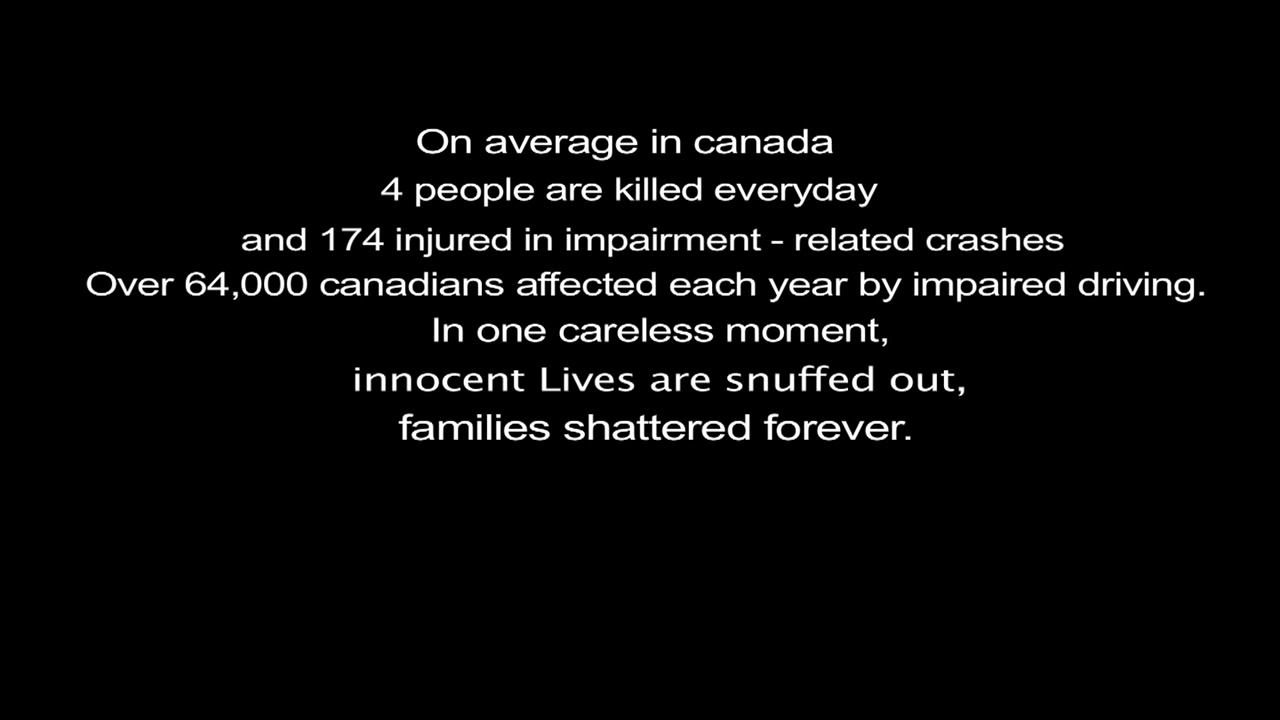 On average in canada
4 people are killed everyday
and 174 injured in impairment - related crashes
Over 64,000 canadians affected each year by impaired driving.
In one careless moment,
innocent Lives are snuffed out,
families shattered forever.